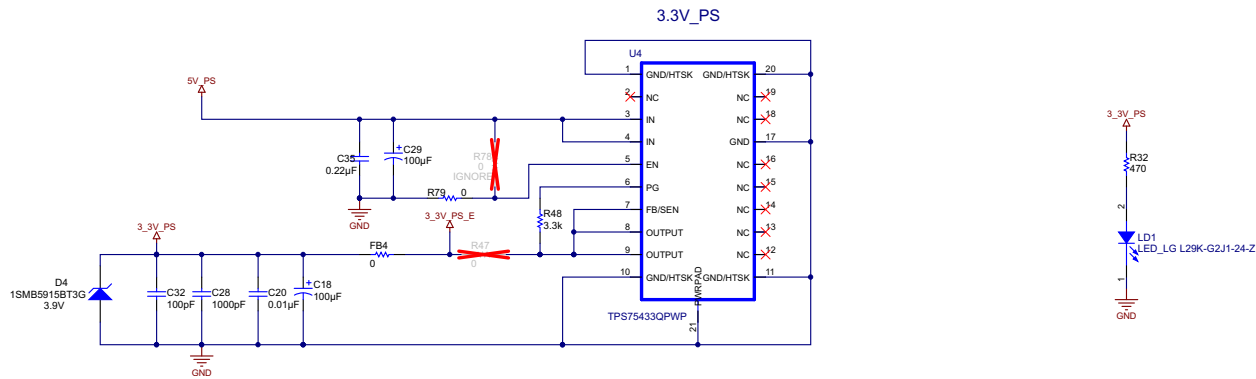 3.3V_PS
U4
5V_PS
1 GND/HTSK GND/HTSK 20
2 NC NC 19
3 IN NC 18
4 IN GND 17
5 EN NC 16
6 PG NC 15
7 FB/SEN NC 14
8 OUTPUT NC 13
9 OUTPUT NC 12
10 GND/HTSK GND/HTSK 11
PWRPAD
21
TPS75433QPWP
C35
0.22µF
C29
100µF
R78
0
IGNORE
R79 0
GND
R48
3.3k
3_3V_PS_E
R47
0
3_3V_PS
FB4
0
D4
1SMB5915BT3G
3.9V
C32
100pF
C28
1000pF
C20
0.01µF
C18
100µF
GND
3_3V_PS
R32
470
2
LD1
LED_LG L29K-G2J1-24-Z
1
GND